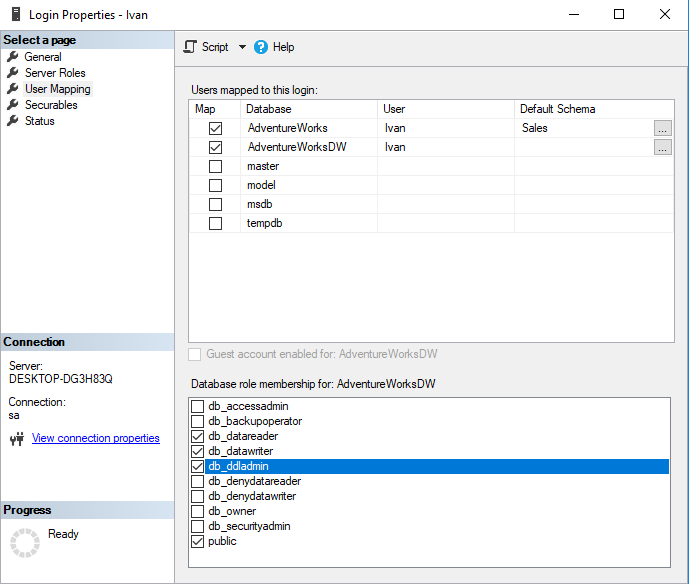 Login Properties - Ivan
Select a page
General
Server Roles
User Mapping
Securables
Status
Connection
Server:
DESKTOP-DG3H83Q
Connection:
sa
View connection properties
Progress
Ready
Script Help
Users mapped to this login:
Map Database User Default Schema
AdventureWorks Ivan Sales ...
AdventureWorksDW Ivan ...
master
model
msdb
tempdb
Guest account enabled for: AdventureWorksDW
Database role membership for: AdventureWorksDW
db_accessadmin
db_backupoperator
db_datareader
db_datawriter
db_ddladmin
db_denydatareader
db_denydatawriter
db_owner
db_securityadmin
public